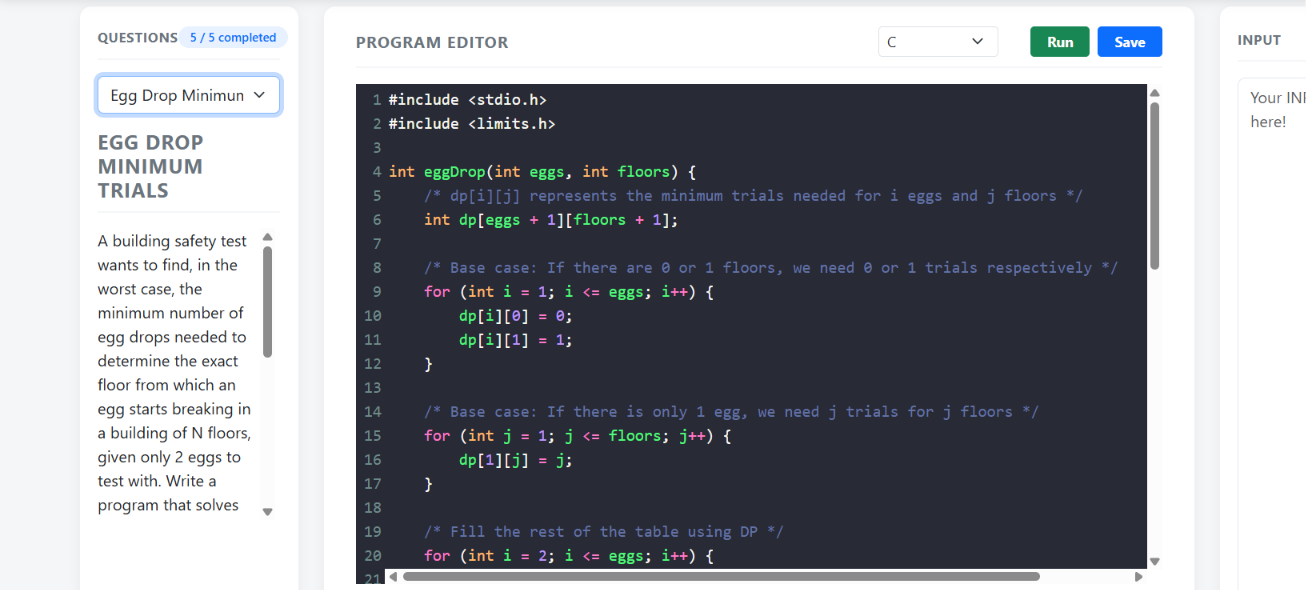 QUESTIONS 5 / 5 completed
Egg Drop Minimun
EGG DROP
MINIMUM
TRIALS
A building safety test
wants to find, in the
worst case, the
minimum number of
egg drops needed to
determine the exact
floor from which an
egg starts breaking in
a building of N floors,
given only 2 eggs to
test with. Write a
program that solves
PROGRAM EDITOR
C
Run
Save
1 #include <stdio.h>
2 #include <limits.h>
3
4 int eggDrop(int eggs, int floors) {
5     /* dp[i][j] represents the minimum trials needed for i eggs and j floors */
6     int dp[eggs + 1][floors + 1];
7
8     /* Base case: If there are 0 or 1 floors, we need 0 or 1 trials respectively */
9     for (int i = 1; i <= eggs; i++) {
10         dp[i][0] = 0;
11         dp[i][1] = 1;
12     }
13
14     /* Base case: If there is only 1 egg, we need j trials for j floors */
15     for (int j = 1; j <= floors; j++) {
16         dp[1][j] = j;
17     }
18
19     /* Fill the rest of the table using DP */
20     for (int i = 2; i <= eggs; i++) {
21
INPUT
Your
here!